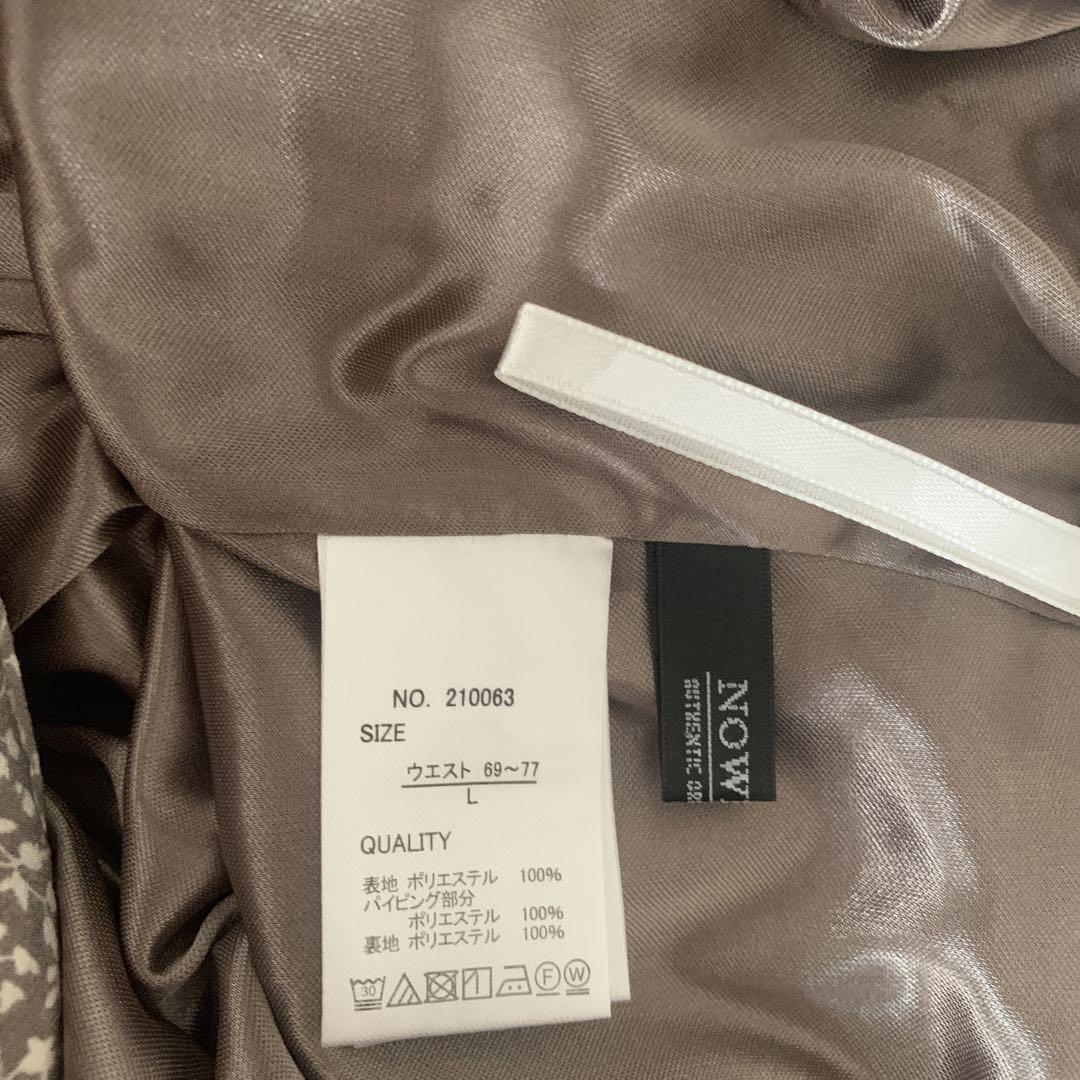 NO. 210063
SIZE
ウエスト 69～77
L
QUALITY
表地 ポリエステル 100%
パイピング部分
ポリエステル 100%
裏地 ポリエステル 100%
30
F
W
NOW
AUTHENTIC